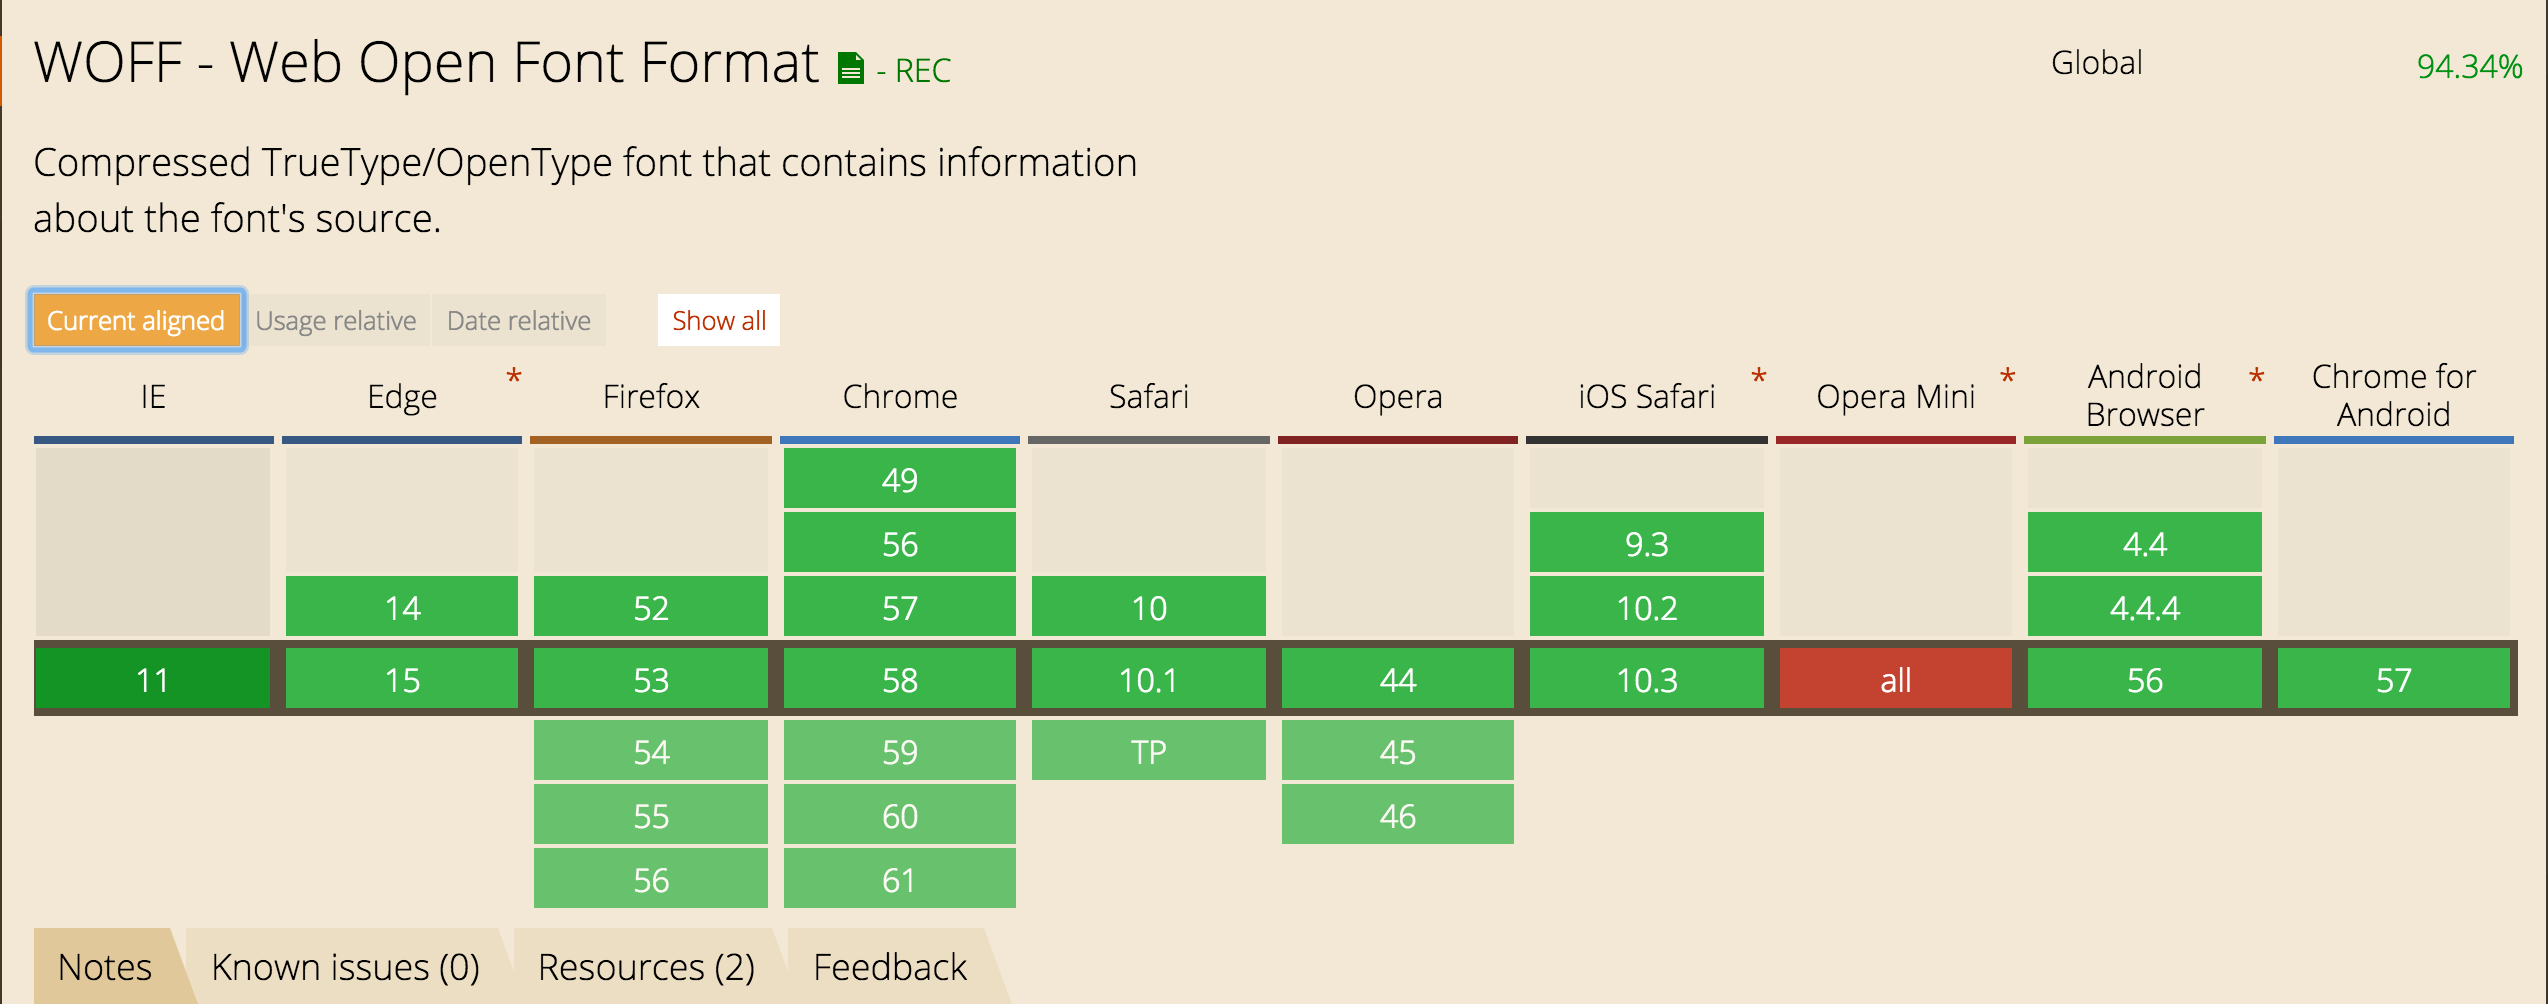 WOFF - Web Open Font Format - REC
Global 94.34%
Compressed TrueType/OpenType font that contains information
about the font's source.
Current aligned Usage relative Date relative Show all
IE Edge * Firefox Chrome Safari Opera iOS Safari * Opera Mini * Android Browser * Chrome for Android
49
56 9.3 4.4
14 52 57 10 10.2 4.4.4
11 15 53 58 10.1 44 10.3 all 56 57
54 59 TP 45
55 60 46
56 61
Notes Known issues (0) Resources (2) Feedback